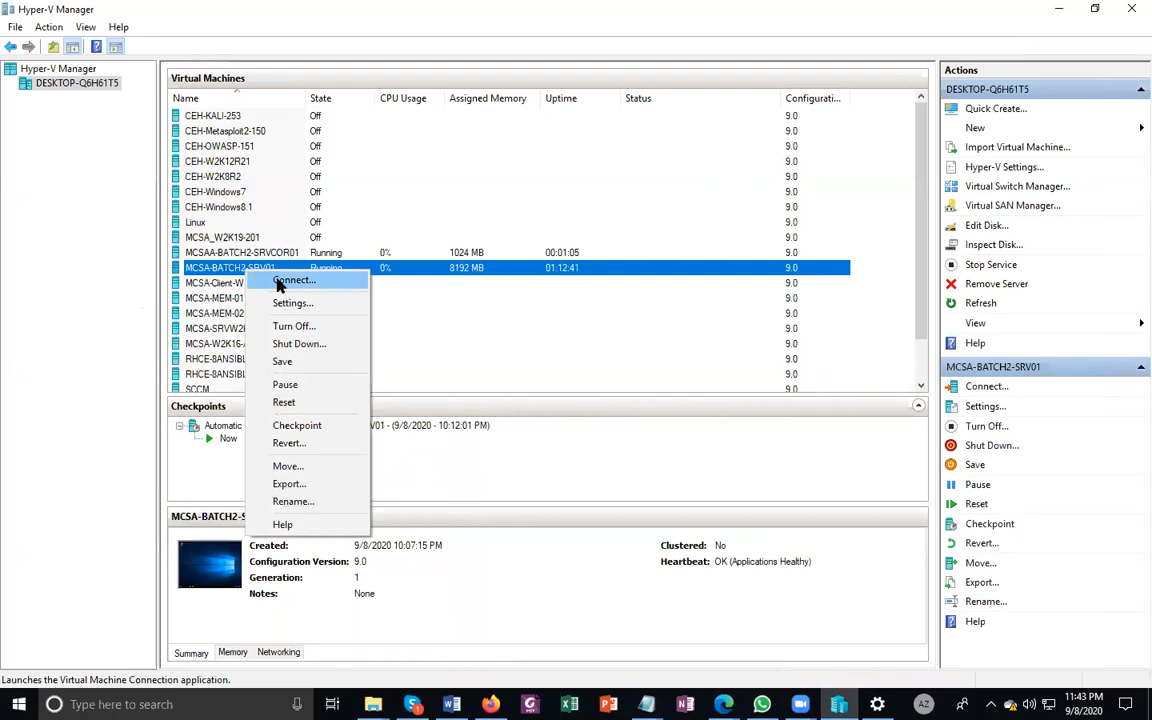 Hyper-V Manager
File Action View Help
Hyper-V Manager
DESKTOP-Q6H61T5
Virtual Machines
Name State CPU Usage Assigned Memory Uptime Status Configurati...
CEH-KALI-253 Off 9.0
CEH-Metasploit2-150 Off 9.0
CEH-OWASP-151 Off 9.0
CEH-W2K12R21 Off 9.0
CEH-W2K8R2 Off 9.0
CEH-Windows7 Off 9.0
CEH-Windows8.1 Off 9.0
Linux Off 9.0
MCSA_W2K19-201 Off 9.0
MCSAA-BATCH2-SRVCOR01 Running 0% 1024 MB 00:01:05 9.0
MCSA-BATCH2-SRV01 Running 0% 8192 MB 01:12:41 9.0
MCSA-Client-W 9.0
MCSA-MEM-01 9.0
MCSA-MEM-02 9.0
MCSA-SRVW2 9.0
MCSA-W2K16- 9.0
RHCE-8ANSIBL 9.0
RHCE-8ANSIBL 9.0
SCCM 9.0
Connect...
Settings...
Turn Off...
Shut Down...
Save
Pause
Reset
Checkpoint
Revert...
Move...
Export...
Rename...
Help
Checkpoints
Automatic V01 - (9/8/2020 - 10:12:01 PM)
Now
MCSA-BATCH2-S
Created: 9/8/2020 10:07:15 PM
Configuration Version: 9.0
Generation: 1
Notes: None
Clustered: No
Heartbeat: OK (Applications Healthy)
Summary Memory Networking
Actions
DESKTOP-Q6H61T5
Quick Create...
New
Import Virtual Machine...
Hyper-V Settings...
Virtual Switch Manager...
Virtual SAN Manager...
Edit Disk...
Inspect Disk...
Stop Service
Remove Server
Refresh
View
Help
MCSA-BATCH2-SRV01
Connect...
Settings...
Turn Off...
Shut Down...
Save
Pause
Reset
Checkpoint
Revert...
Move...
Export...
Rename...
Help
Launches the Virtual Machine Connection application.
Type here to search
AZ
11:43 PM
9/8/2020